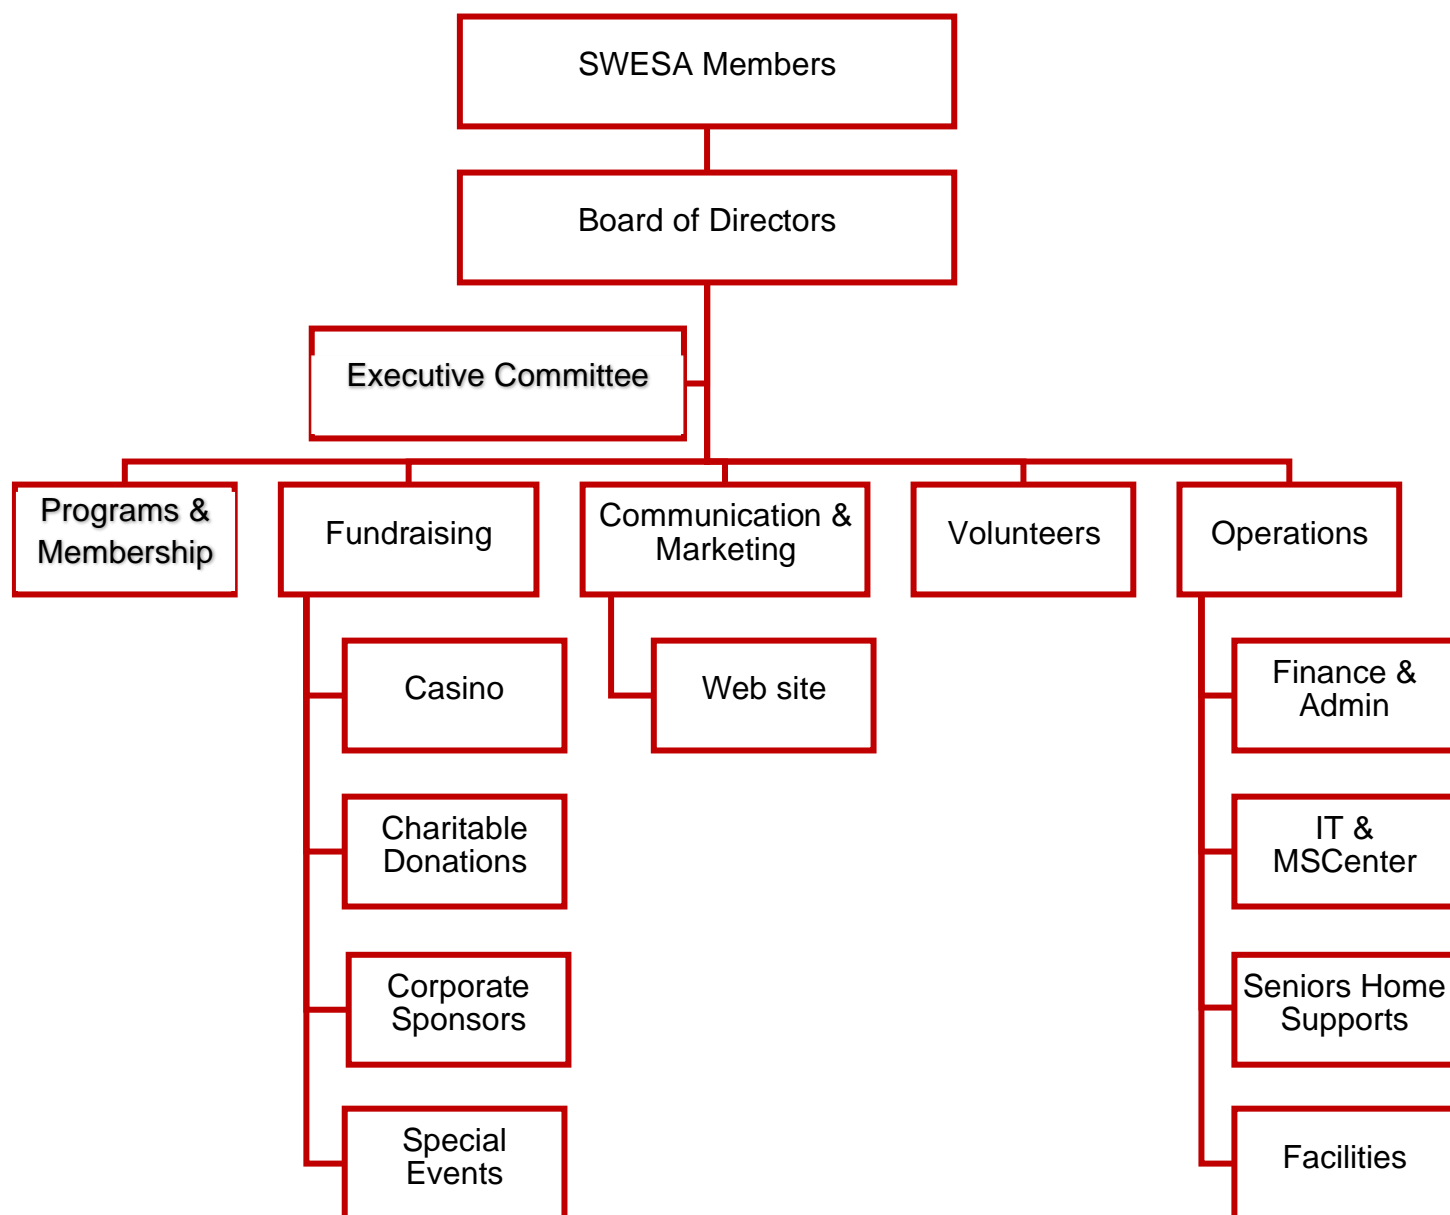 SWESA Members
Board of Directors
Executive Committee
Programs &
Membership
Fundraising
Communication &
Marketing
Volunteers
Operations
Casino
Web site
Finance &
Admin
Charitable
Donations
IT &
MSCenter
Corporate
Sponsors
Seniors Home
Supports
Special
Events
Facilities